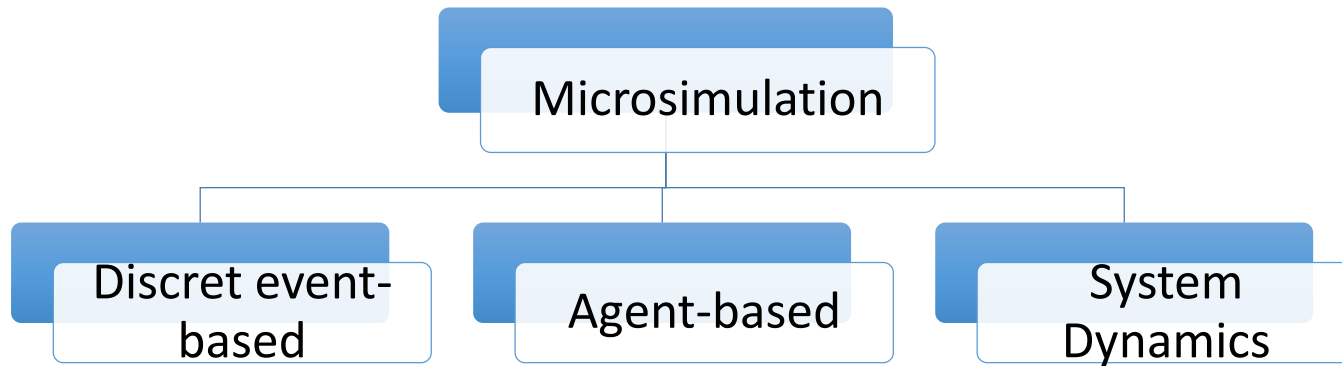 Microsimulation
Discret event-
based
Agent-based
System
Dynamics